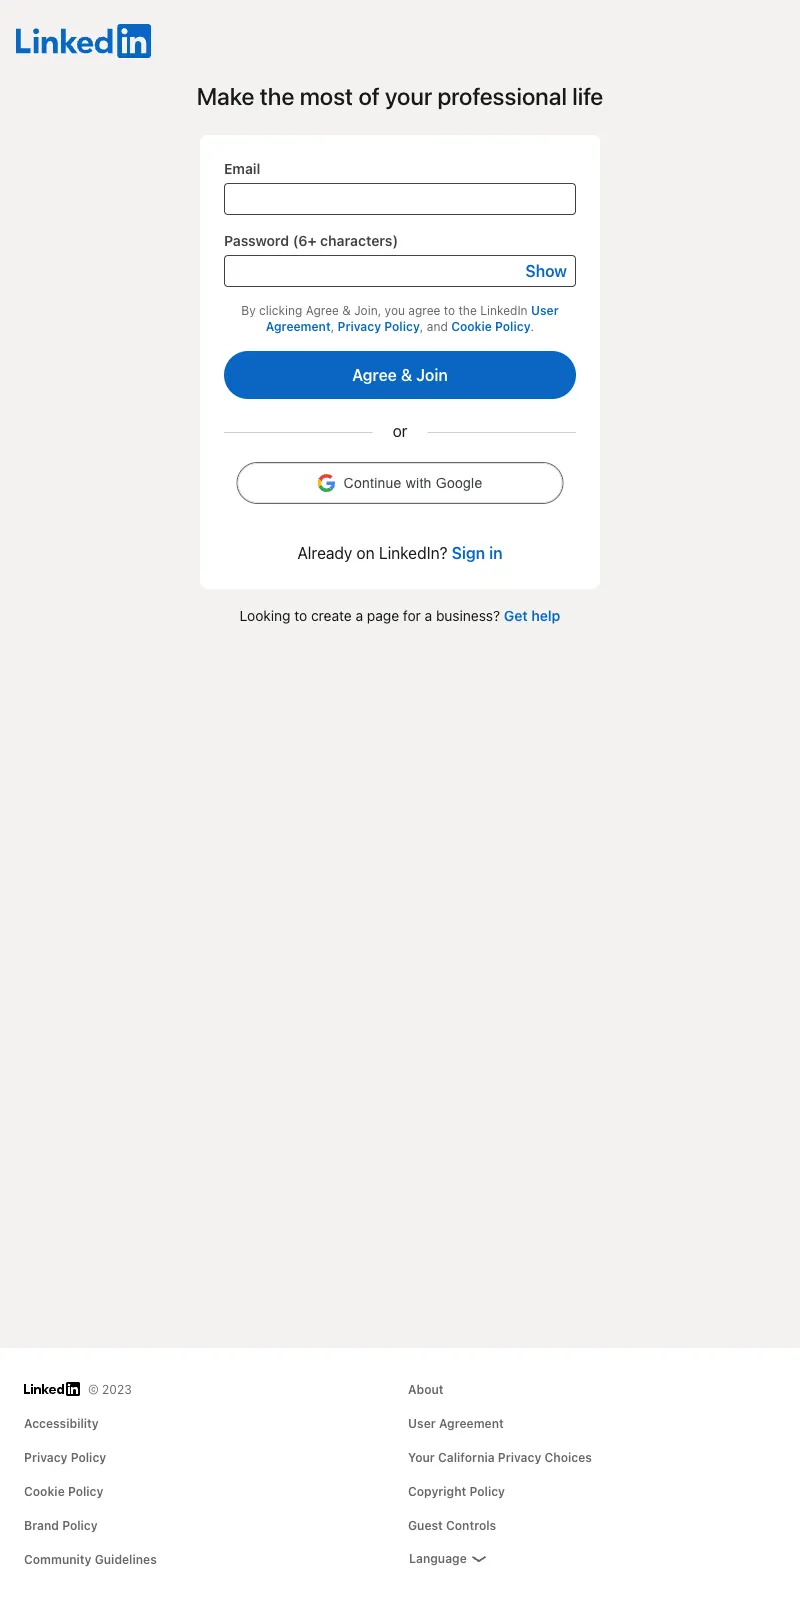 LinkedIn
Make the most of your professional life
Email
Password (6+ characters)
Show
By clicking Agree & Join, you agree to the LinkedIn User
Agreement, Privacy Policy, and Cookie Policy.
Agree & Join
or
Continue with Google
Already on LinkedIn? Sign in
Looking to create a page for a business? Get help
LinkedIn © 2023
About
Accessibility
User Agreement
Privacy Policy
Your California Privacy Choices
Cookie Policy
Copyright Policy
Brand Policy
Guest Controls
Community Guidelines
Language